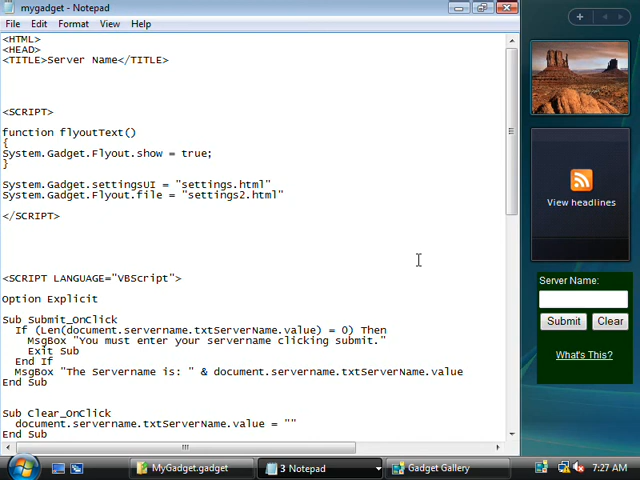 mygadget - Notepad
File Edit Format View Help
<HTML>
<HEAD>
<TITLE>Server Name</TITLE>
<SCRIPT>
function flyoutText()
{
System.Gadget.Flyout.show = true;
}
System.Gadget.settingsUI = "settings.html"
System.Gadget.Flyout.file = "settings2.html"
</SCRIPT>
<SCRIPT LANGUAGE="VBScript">
Option Explicit
Sub Submit_OnClick
If (Len(document.servername.txtServerName.value) = 0) Then
MsgBox "You must enter your servername clicking submit."
Exit Sub
End If
MsgBox "The Servername is: " & document.servername.txtServerName.value
End Sub
Sub Clear_OnClick
document.servername.txtServerName.value = ""
End Sub
View headlines
Server Name:
Submit Clear
What's This?
MyGadget.gadget
3 Notepad
Gadget Gallery
7:27 AM